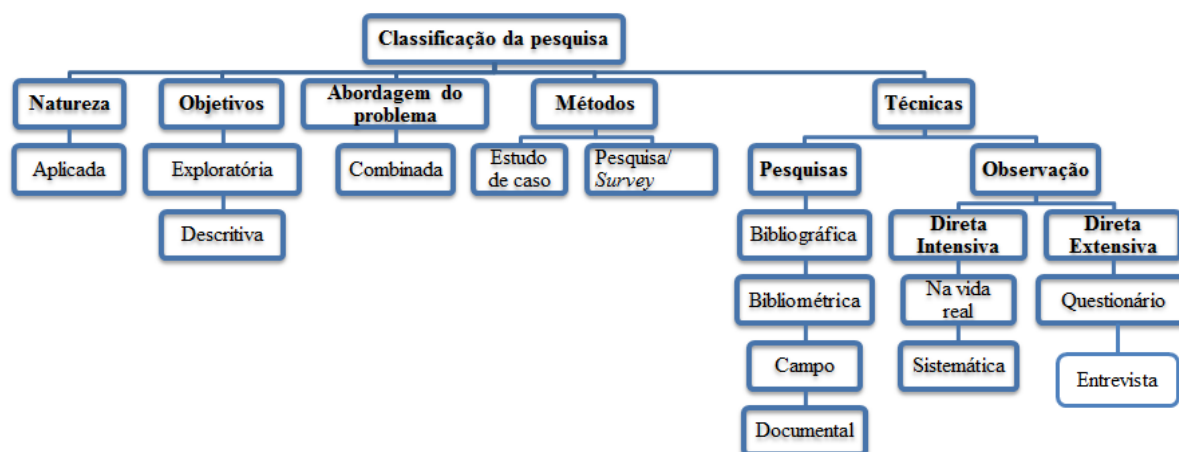 Classificação da pesquisa
Natureza
Objetivos
Abordagem do
problema
Métodos
Técnicas
Aplicada
Exploratória
Combinada
Estudo
de caso
Pesquisa/
Survey
Pesquisas
Observação
Descritiva
Bibliográfica
Direta
Intensiva
Direta
Extensiva
Bibliométrica
Na vida
real
Questionário
Campo
Sistemática
Entrevista
Documental